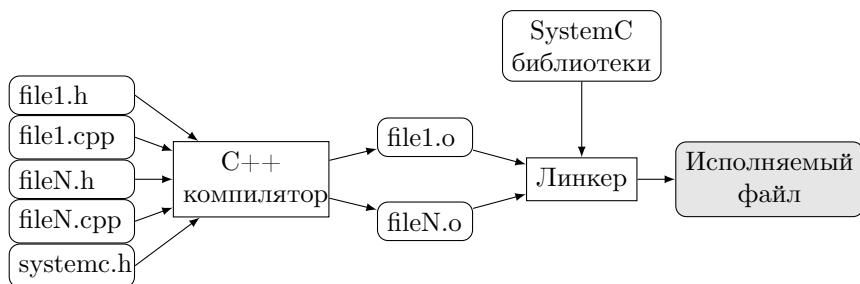 SystemC
библиотеки
file1.h
file1.cpp
fileN.h
fileN.cpp
systemc.h
C++
компилятор
file1.o
fileN.o
Линкер
Исполняемый
файл